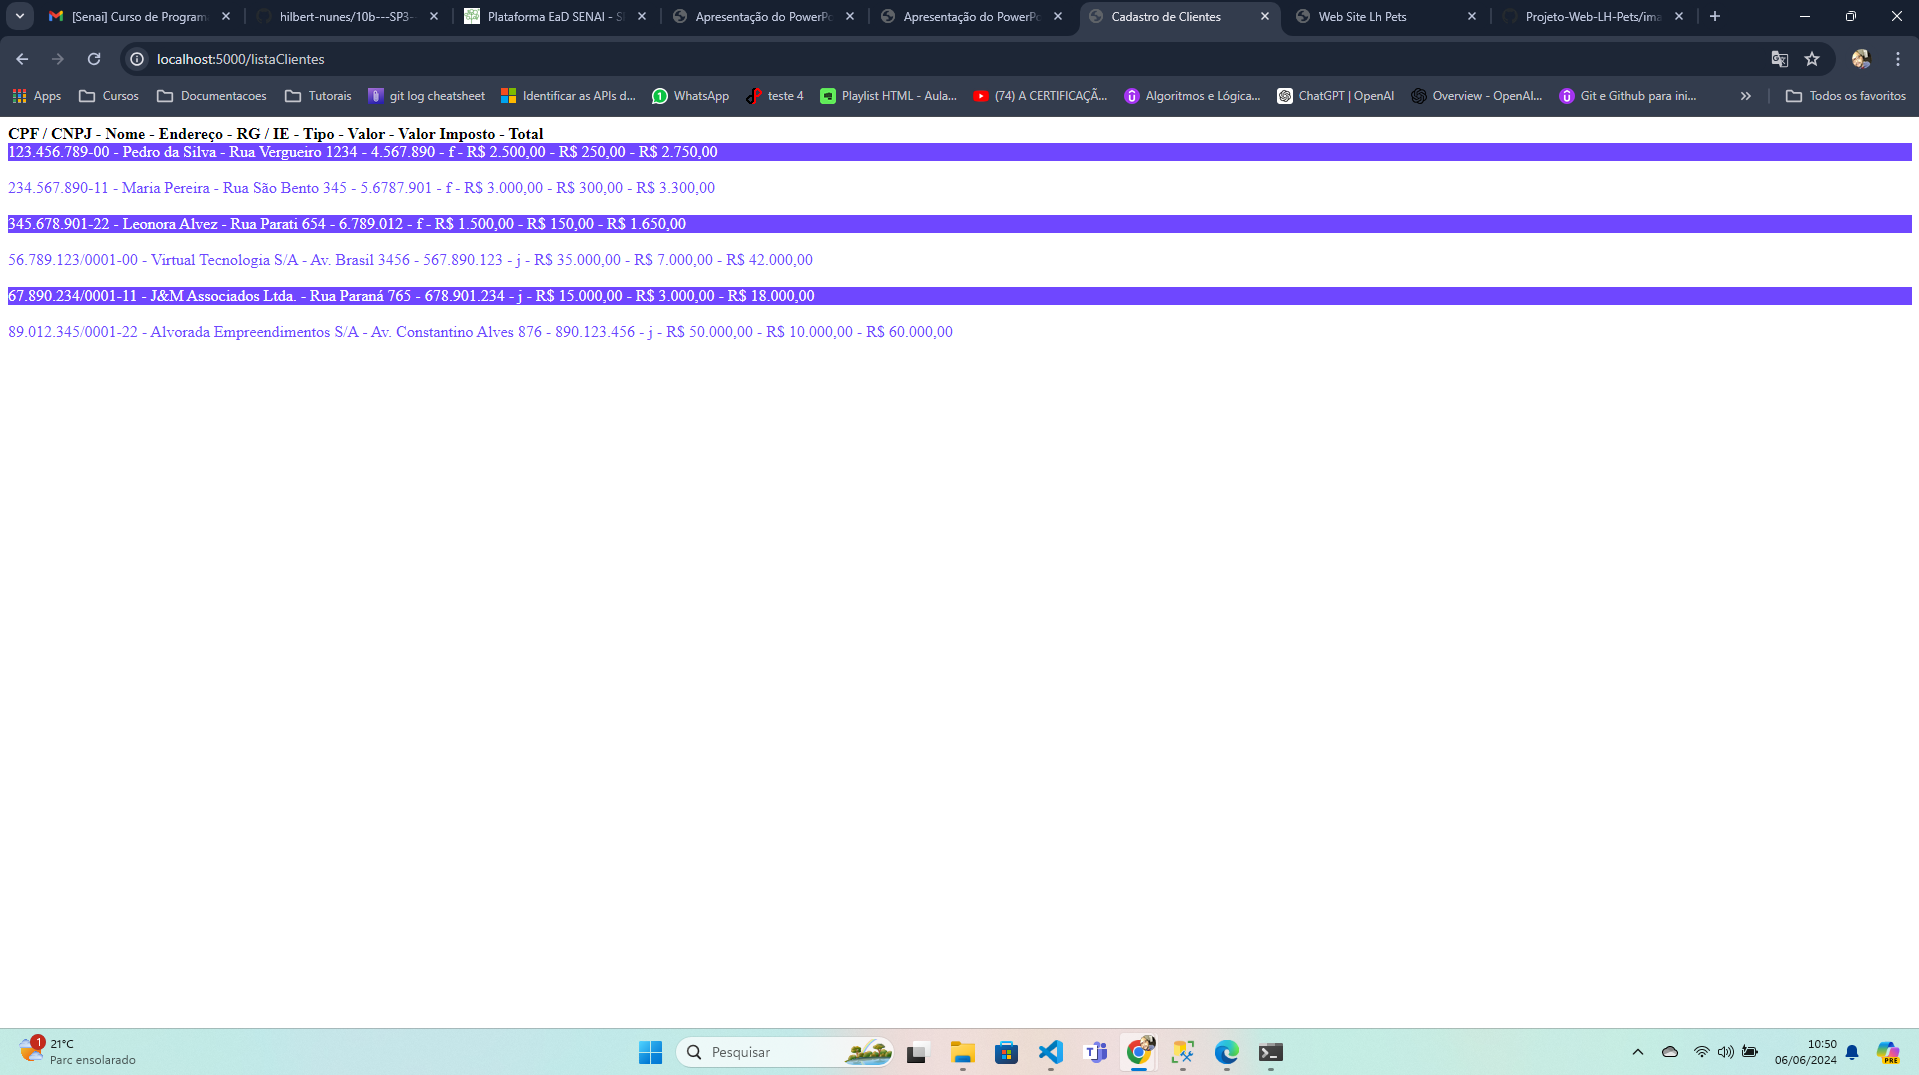 [Senai] Curso de Program
hilbert-nunes/10b---SP3-
Plataforma EaD SENAI - S
Apresentação do PowerPo
Apresentação do PowerPo
Cadastro de Clientes
Web Site Lh Pets
Projeto-Web-LH-Pets/ima
localhost:5000/listaClientes
Apps
Cursos
Documentacoes
Tutorais
git log cheatsheet
Identificar as APIs d...
WhatsApp
teste 4
Playlist HTML - Aula...
(74) A CERTIFICAÇÃ...
Algoritmos e Lógica...
ChatGPT | OpenAI
Overview - OpenAI...
Git e Github para ini...
Todos os favoritos
CPF / CNPJ - Nome - Endereço - RG / IE - Tipo - Valor - Valor Imposto - Total
123.456.789-00 - Pedro da Silva - Rua Vergueiro 1234 - 4.567.890 - f - R$ 2.500,00 - R$ 250,00 - R$ 2.750,00
234.567.890-11 - Maria Pereira - Rua São Bento 345 - 5.6787.901 - f - R$ 3.000,00 - R$ 300,00 - R$ 3.300,00
345.678.901-22 - Leonora Alvez - Rua Parati 654 - 6.789.012 - f - R$ 1.500,00 - R$ 150,00 - R$ 1.650,00
56.789.123/0001-00 - Virtual Tecnologia S/A - Av. Brasil 3456 - 567.890.123 - j - R$ 35.000,00 - R$ 7.000,00 - R$ 42.000,00
67.890.234/0001-11 - J&M Associados Ltda. - Rua Paraná 765 - 678.901.234 - j - R$ 15.000,00 - R$ 3.000,00 - R$ 18.000,00
89.012.345/0001-22 - Alvorada Empreendimentos S/A - Av. Constantino Alves 876 - 890.123.456 - j - R$ 50.000,00 - R$ 10.000,00 - R$ 60.000,00
1
21°C
Parc ensolarado
Pesquisar
10:50
06/06/2024
PRE